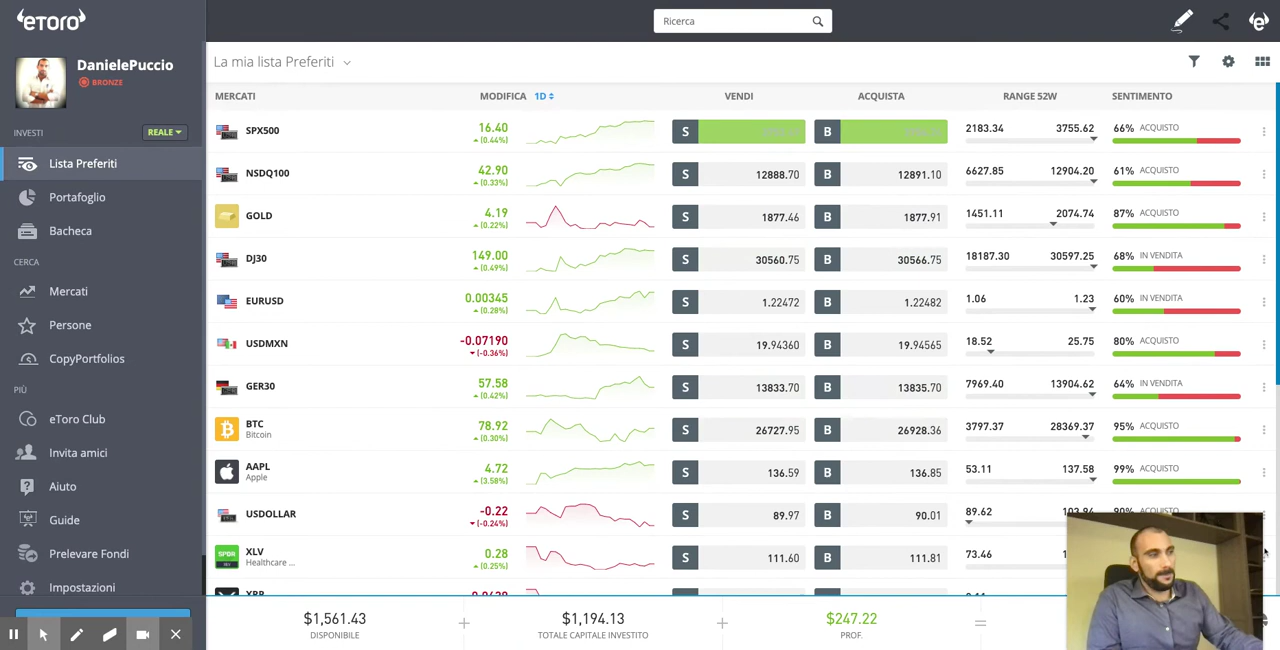 eToro
Ricerca
DanielePuccio
BRONZE
La mia lista Preferiti
INVESTI
REALE
Lista Preferiti
Portafoglio
Bacheca
CERCA
Mercati
Persone
CopyPortfolios
PIÙ
eToro Club
Invita amici
Aiuto
Guide
Prelevare Fondi
Impostazioni
MERCATI MODIFICA 1D VENDI ACQUISTA RANGE 52W SENTIMENTO
SPX500 16.40 (0.44%) S B 2183.34 3755.62 66% ACQUISTO
NSDQ100 42.90 (0.33%) S 12888.70 B 12891.10 6627.85 12904.20 61% ACQUISTO
GOLD 4.19 (0.22%) S 1877.46 B 1877.91 1451.11 2074.74 87% ACQUISTO
DJ30 149.00 (0.49%) S 30560.75 B 30566.75 18187.30 30597.25 68% IN VENDITA
EURUSD 0.00345 (0.28%) S 1.22472 B 1.22482 1.06 1.23 60% IN VENDITA
USDMXN -0.07190 (-0.36%) S 19.94360 B 19.94565 18.52 25.75 80% ACQUISTO
GER30 57.58 (0.42%) S 13833.70 B 13835.70 7969.40 13904.62 64% IN VENDITA
BTC 78.92 (0.30%) S 26727.95 B 26928.36 3797.37 28369.37 95% ACQUISTO
Bitcoin
AAPL 4.72 (3.58%) S 136.59 B 136.85 53.11 137.58 99% ACQUISTO
Apple
USDOLLAR -0.22 (-0.24%) S 89.97 B 90.01 89.62
XLV 0.28 (0.25%) S 111.60 B 111.81 73.46
Healthcare ...
XRP
$1,561.43 + $1,194.13 + $247.22 =
DISPONIBILE TOTALE CAPITALE INVESTITO PROF.